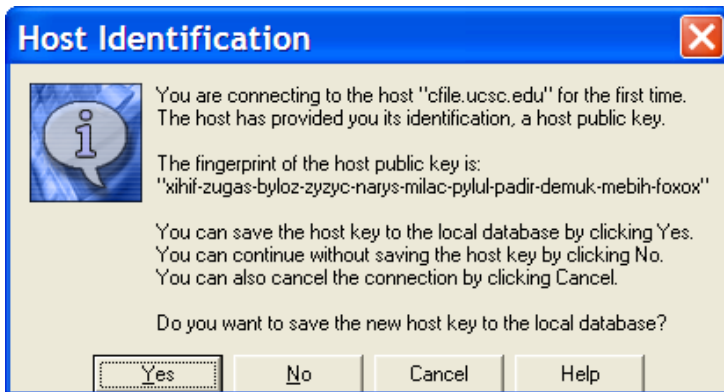 Host Identification
You are connecting to the host "cfile.ucsc.edu" for the first time.
The host has provided you its identification, a host public key.
The fingerprint of the host public key is:
"xihif-zugas-byloz-zyzyc-narys-milac-pylul-padir-demuk-mebih-foxox"
You can save the host key to the local database by clicking Yes.
You can continue without saving the host key by clicking No.
You can also cancel the connection by clicking Cancel.
Do you want to save the new host key to the local database?
Yes No Cancel Help